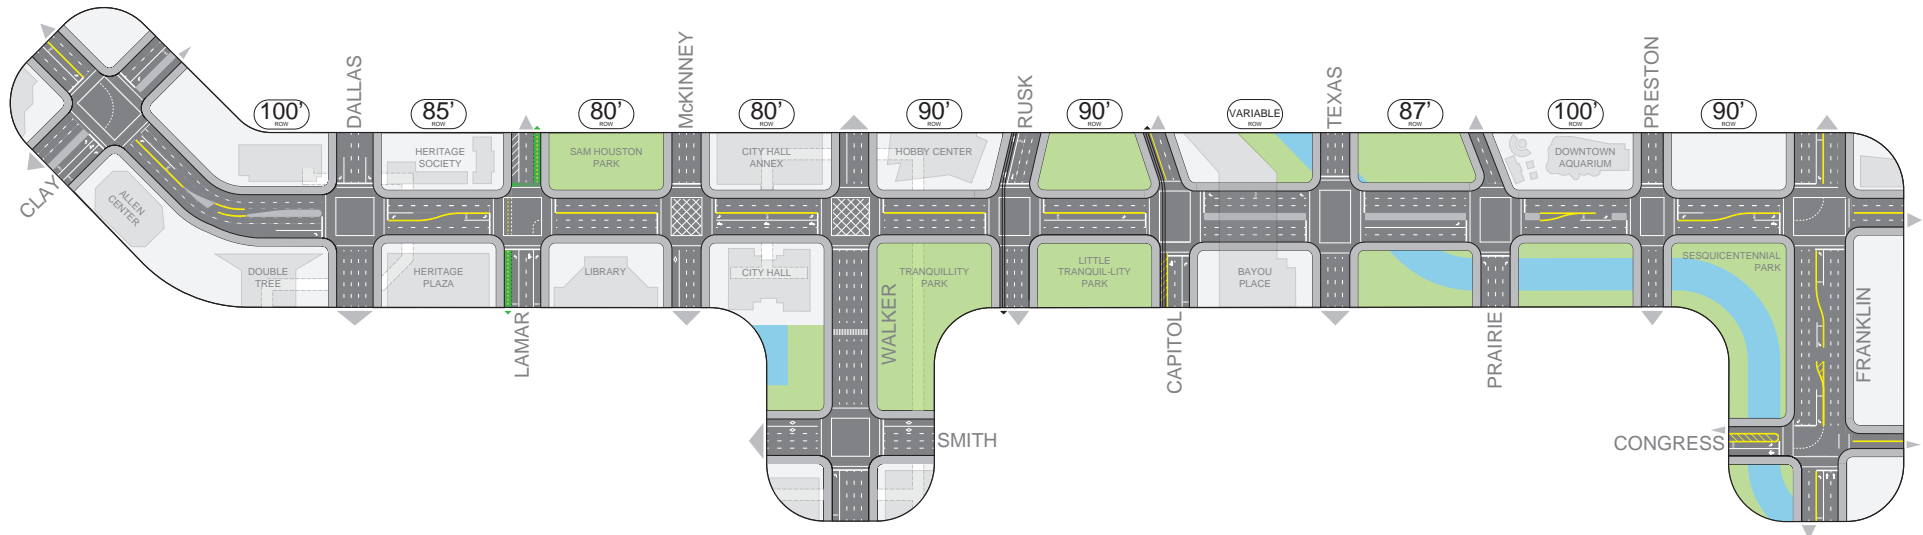 100'
ROW
DALLAS
85'
ROW
80'
ROW
McKINNEY
80'
ROW
90'
ROW
RUSK
90'
ROW
VARIABLE
ROW
TEXAS
87'
ROW
100'
ROW
PRESTON
90'
ROW
HERITAGE
SOCIETY
SAM HOUSTON
PARK
CITY HALL
ANNEX
HOBBY CENTER
DOWNTOWN
AQUARIUM
CLAY
ALLEN
CENTER
DOUBLE
TREE
HERITAGE
PLAZA
LIBRARY
CITY HALL
TRANQUILLITY
PARK
LITTLE
TRANQUIL-LITY
PARK
BAYOU
PLACE
SESQUICENTENNIAL
PARK
LAMAR
WALKER
CAPITOL
PRAIRIE
FRANKLIN
SMITH
CONGRESS